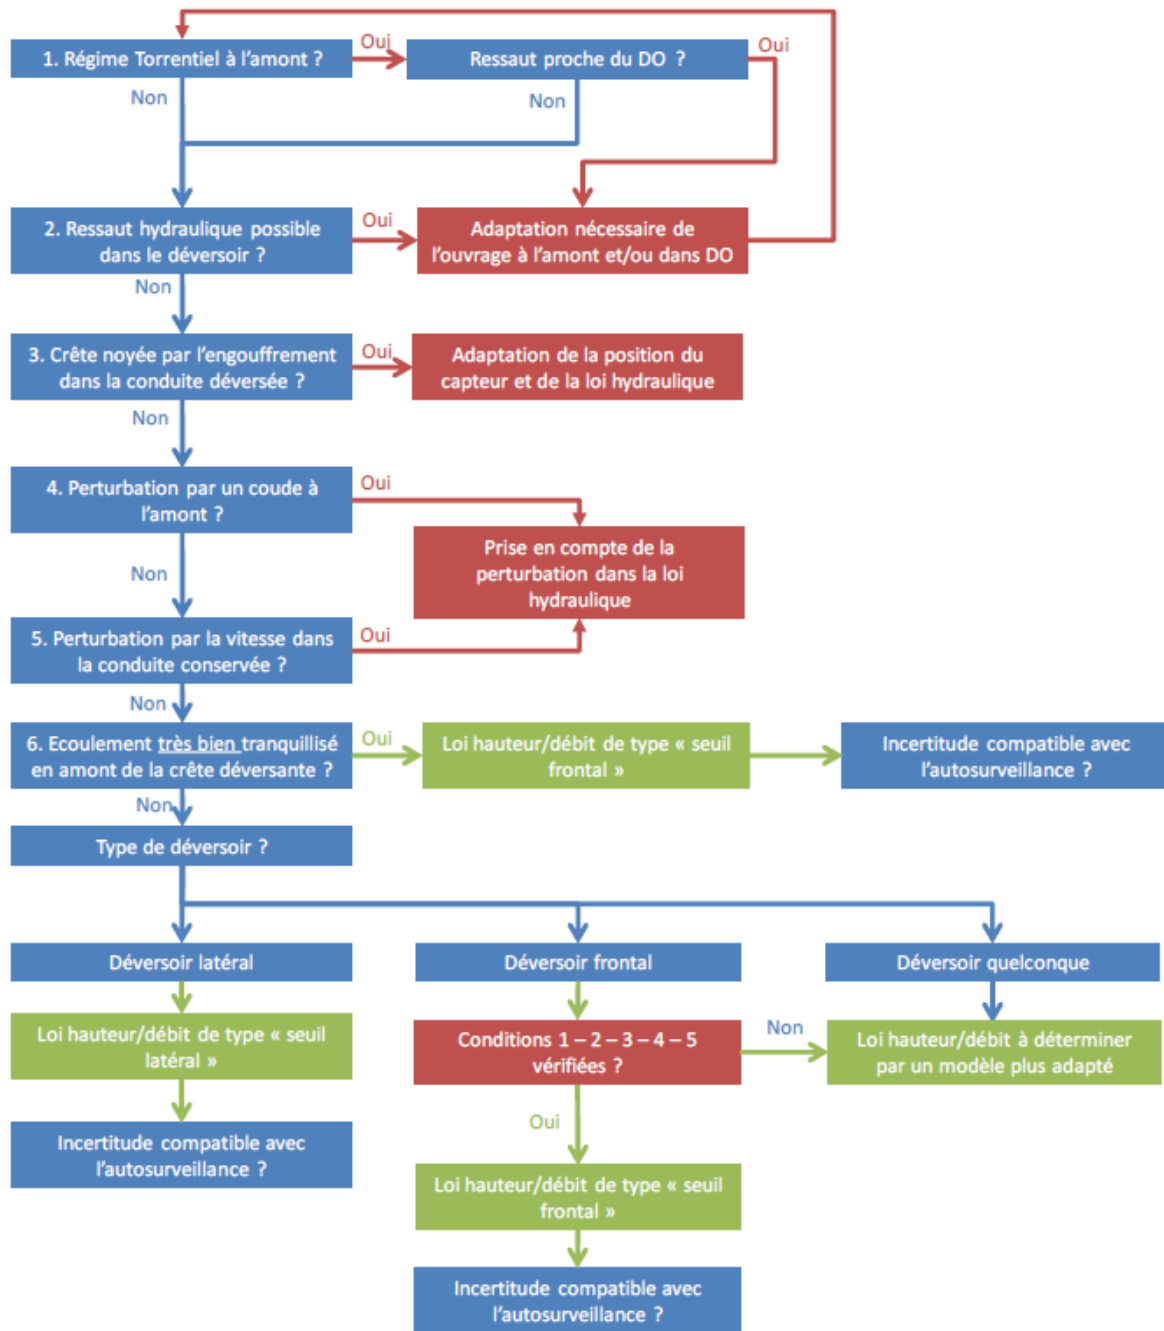 1. Régime Torrentiel à l'amont ?
Oui
Ressaut proche du DO ?
Oui
Non
Non
2. Ressaut hydraulique possible
dans le déversoir ?
Oui
Adaptation nécessaire de
l'ouvrage à l'amont et/ou dans DO
Non
3. Crête noyée par l'engouffrement
dans la conduite déversée ?
Oui
Adaptation de la position du
capteur et de la loi hydraulique
Non
4. Perturbation par un coude à
l'amont ?
Oui
Prise en compte de la
perturbation dans la loi
hydraulique
Non
5. Perturbation par la vitesse dans
la conduite conservée ?
Oui
Non
6. Ecoulement très bien tranquillisé
en amont de la crête déversante ?
Oui
Loi hauteur/débit de type « seuil
frontal »
Incertitude compatible avec
l'autosurveillance ?
Non
Type de déversoir ?
Déversoir latéral
Déversoir frontal
Déversoir quelconque
Loi hauteur/débit de type « seuil
latéral »
Conditions 1 – 2 – 3 – 4 – 5
vérifiées ?
Non
Loi hauteur/débit à déterminer
par un modèle plus adapté
Incertitude compatible avec
l'autosurveillance ?
Oui
Loi hauteur/débit de type « seuil
frontal »
Incertitude compatible avec
l'autosurveillance ?